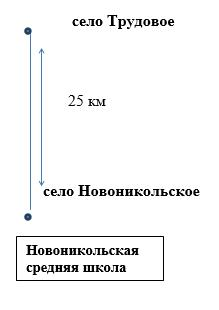 село Трудовое
25 км
село Новоникольское
Новоникольская
средняя школа